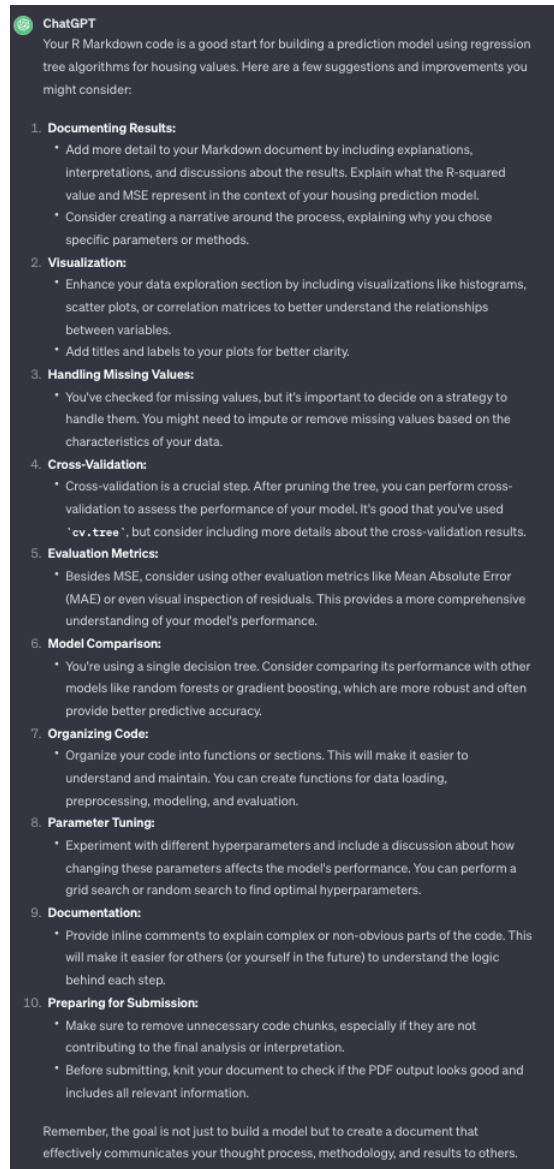 ChatGPT
Your R Markdown code is a good start for building a prediction model using regression
tree algorithms for housing values. Here are a few suggestions and improvements you
might consider:
1. Documenting Results:
• Add more detail to your Markdown document by including explanations,
interpretations, and discussions about the results. Explain what the R-squared
value and MSE represent in the context of your housing prediction model.
• Consider creating a narrative around the process, explaining why you chose
specific parameters or methods.
2. Visualization:
• Enhance your data exploration section by including visualizations like histograms,
scatter plots, or correlation matrices to better understand the relationships
between variables.
• Add titles and labels to your plots for better clarity.
3. Handling Missing Values:
• You've checked for missing values, but it's important to decide on a strategy to
handle them. You might need to impute or remove missing values based on the
characteristics of your data.
4. Cross-Validation:
• Cross-validation is a crucial step. After pruning the tree, you can perform cross-
validation to assess the performance of your model. It's good that you've used
`cv.tree`, but consider including more details about the cross-validation results.
5. Evaluation Metrics:
• Besides MSE, consider using other evaluation metrics like Mean Absolute Error
(MAE) or even visual inspection of residuals. This provides a more comprehensive
understanding of your model's performance.
6. Model Comparison:
• You're using a single decision tree. Consider comparing its performance with other
models like random forests or gradient boosting, which are more robust and often
provide better predictive accuracy.
7. Organizing Code:
• Organize your code into functions or sections. This will make it easier to
understand and maintain. You can create functions for data loading,
preprocessing, modeling, and evaluation.
8. Parameter Tuning:
• Experiment with different hyperparameters and include a discussion about how
changing these parameters affects the model's performance. You can perform a
grid search or random search to find optimal hyperparameters.
9. Documentation:
• Provide inline comments to explain complex or non-obvious parts of the code. This
will make it easier for others (or yourself in the future) to understand the logic
behind each step.
10. Preparing for Submission:
• Make sure to remove unnecessary code chunks, especially if they are not
contributing to the final analysis or interpretation.
• Before submitting, knit your document to check if the PDF output looks good and
includes all relevant information.
Remember, the goal is not just to build a model but to create a document that
effectively communicates your thought process, methodology, and results to others.